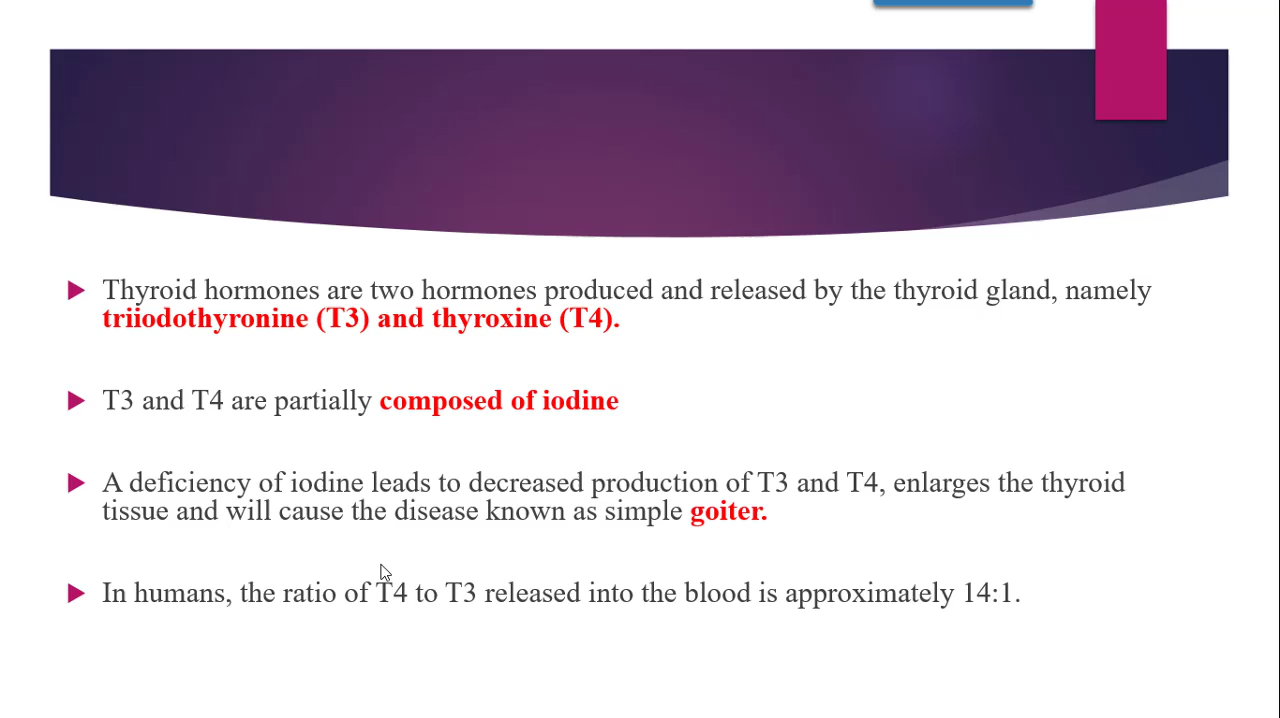 Thyroid hormones are two hormones produced and released by the thyroid gland, namely
triiodothyronine (T3) and thyroxine (T4).
T3 and T4 are partially composed of iodine
A deficiency of iodine leads to decreased production of T3 and T4, enlarges the thyroid
tissue and will cause the disease known as simple goiter.
In humans, the ratio of T4 to T3 released into the blood is approximately 14:1.